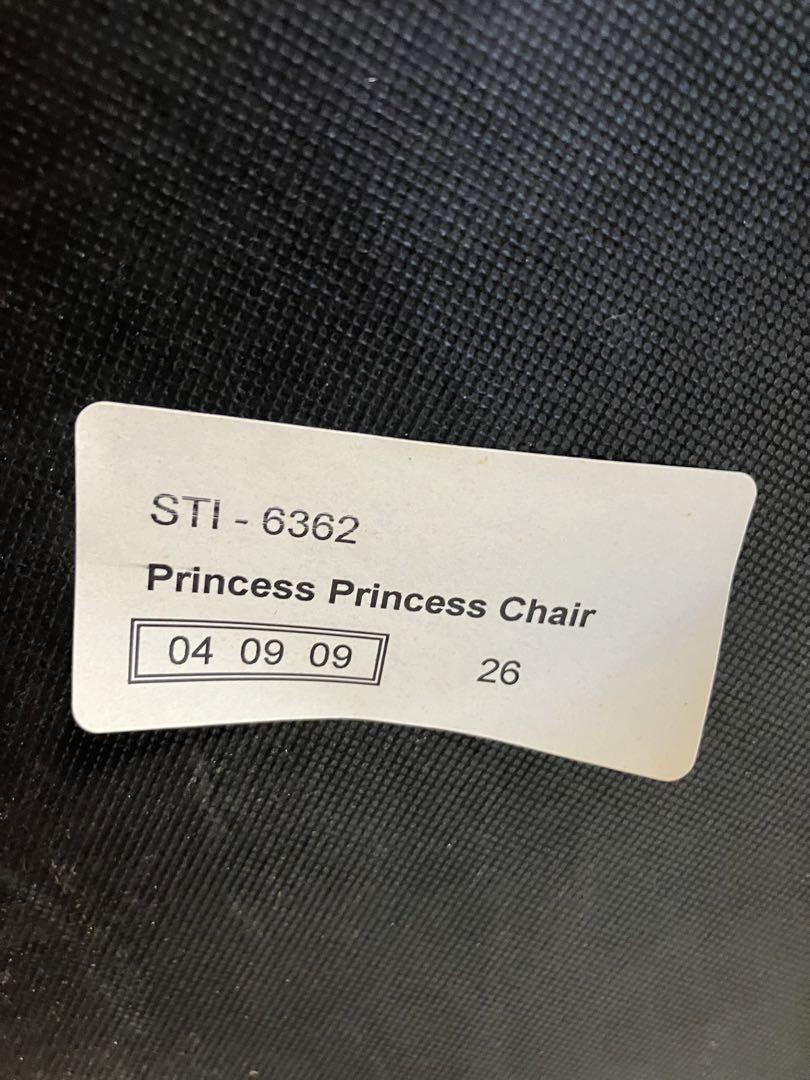 STI - 6362
Princess Princess Chair
04 09 09 26